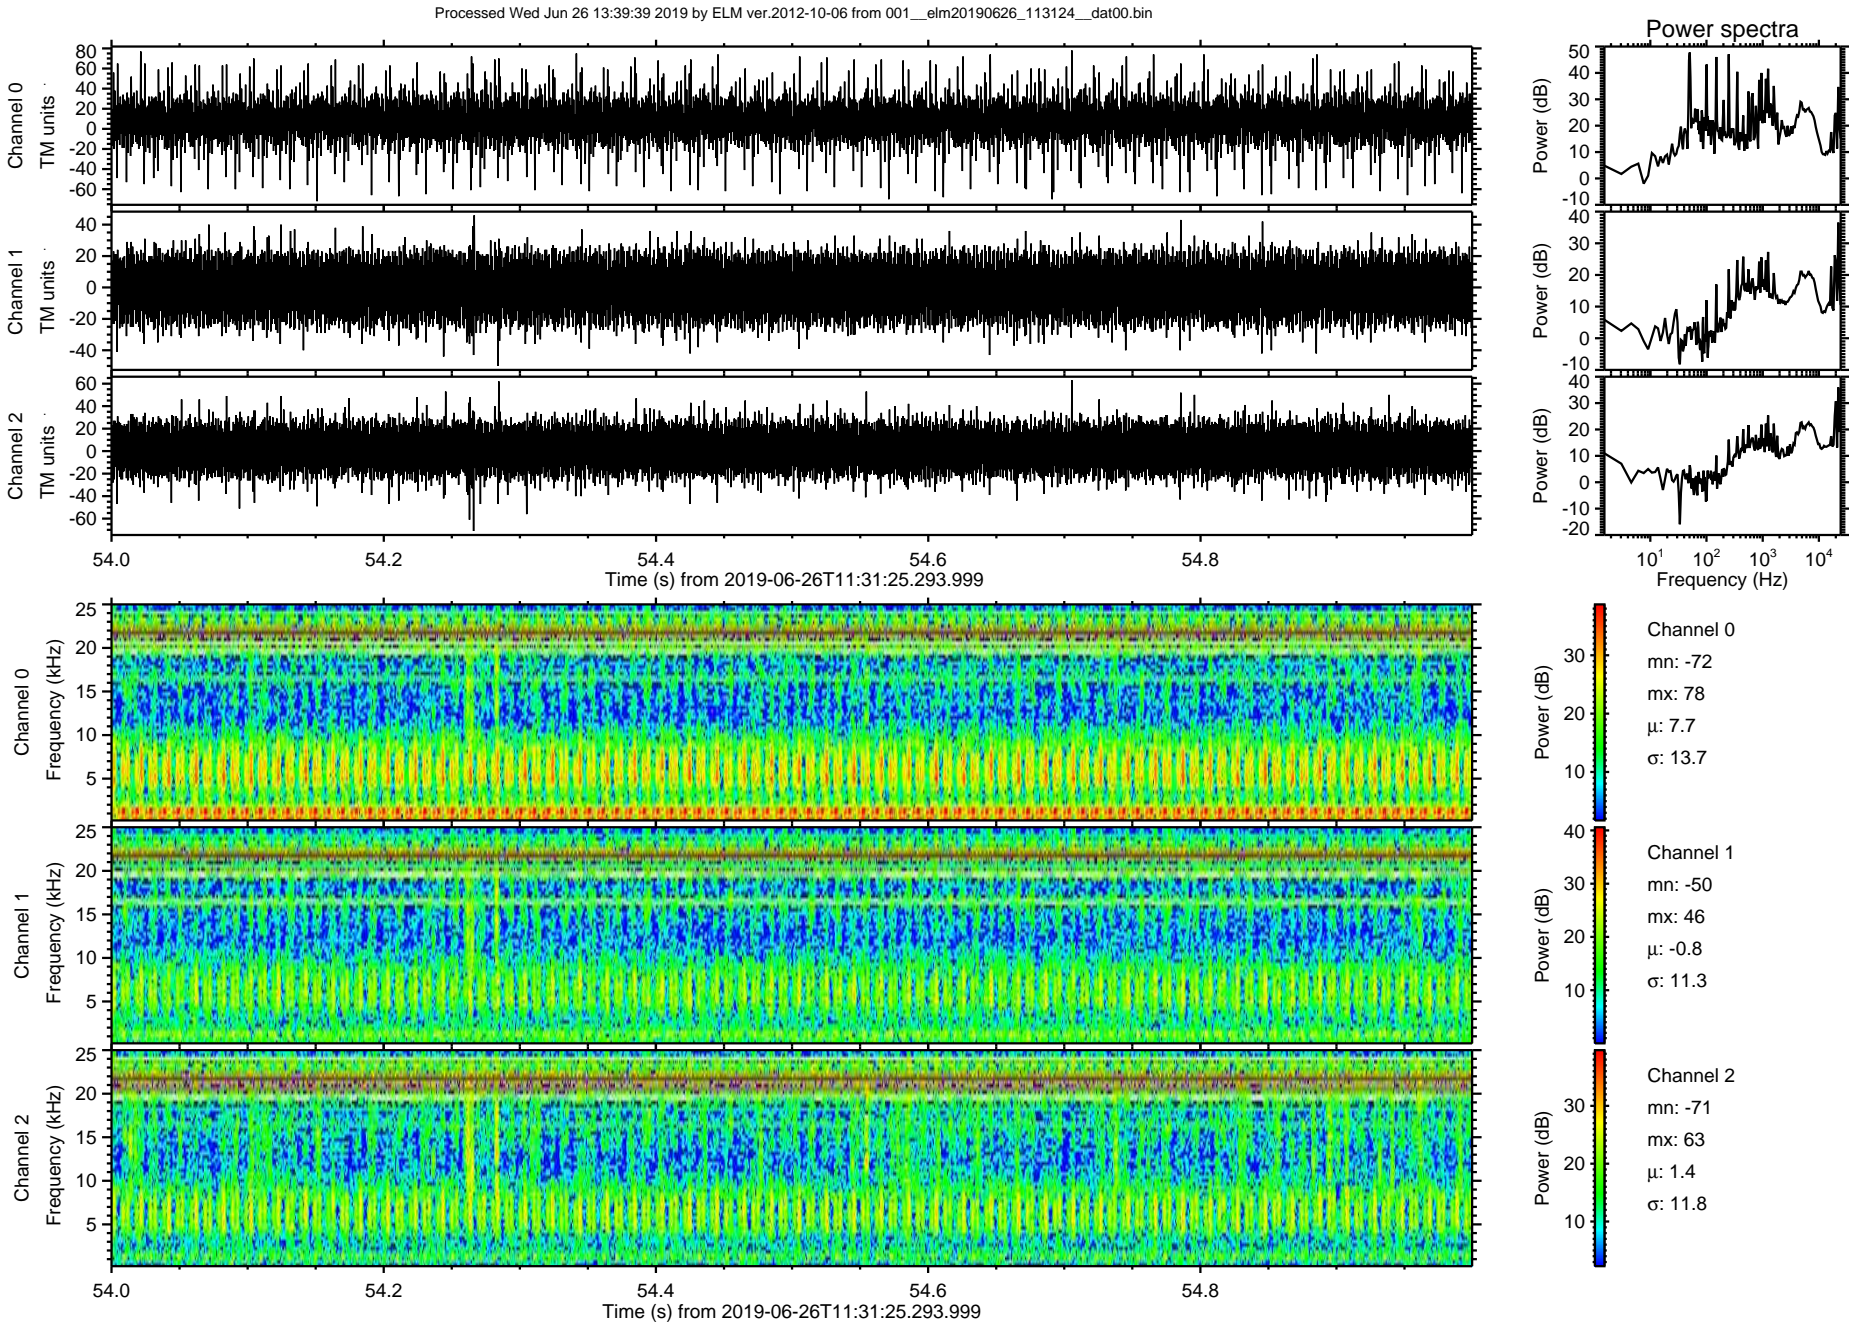 Processed Wed Jun 26 13:39:39 2019 by ELM ver.2012-10-06 from 001__elm20190626_113124__dat00.bin
Power spectra
Channel 0
TM units
80
60
40
20
0
-20
-40
-60
Power (dB)
50
40
30
20
10
0
-10
Channel 1
TM units
40
20
0
-20
-40
Power (dB)
40
30
20
10
0
-10
Channel 2
TM units
60
40
20
0
-20
-40
-60
Power (dB)
40
30
20
10
0
-10
-20
54.0 54.2 54.4 54.6 54.8
Time (s) from 2019-06-26T11:31:25.293.999
10^1 10^2 10^3 10^4
Frequency (Hz)
Channel 0
Frequency (kHz)
25
20
15
10
5
Power (dB)
30
20
10
Channel 0
mn: -72
mx: 78
μ: 7.7
σ: 13.7
Channel 1
Frequency (kHz)
25
20
15
10
5
Power (dB)
40
30
20
10
Channel 1
mn: -50
mx: 46
μ: -0.8
σ: 11.3
Channel 2
Frequency (kHz)
25
20
15
10
5
Power (dB)
30
20
10
Channel 2
mn: -71
mx: 63
μ: 1.4
σ: 11.8
54.0 54.2 54.4 54.6 54.8
Time (s) from 2019-06-26T11:31:25.293.999